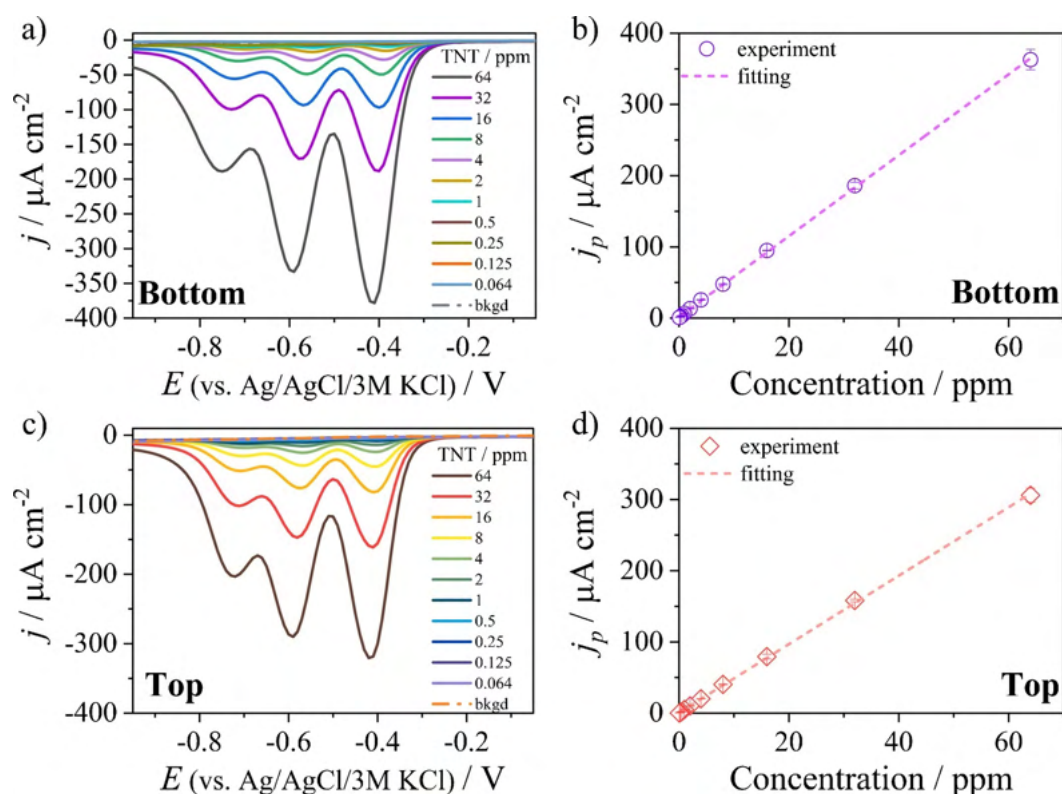 a)
0
-50
-100
-150
-200
-250
-300
-350
-400
j / µA cm-2
TNT / ppm
64
32
16
8
4
2
1
0.5
0.25
0.125
0.064
bkgd
Bottom
-0.8
-0.6
-0.4
-0.2
E (vs. Ag/AgCl/3M KCl) / V
b)
400
300
200
100
0
jp / µA cm-2
experiment
fitting
Bottom
0
20
40
60
Concentration / ppm
c)
0
-100
-200
-300
-400
j / µA cm-2
TNT / ppm
64
32
16
8
4
2
1
0.5
0.25
0.125
0.064
bkgd
Top
-0.8
-0.6
-0.4
-0.2
E (vs. Ag/AgCl/3M KCl) / V
d)
400
300
200
100
0
jp / µA cm-2
experiment
fitting
Top
0
20
40
60
Concentration / ppm